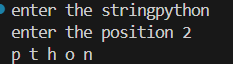 enter the stringpython
enter the position 2
p t h o n